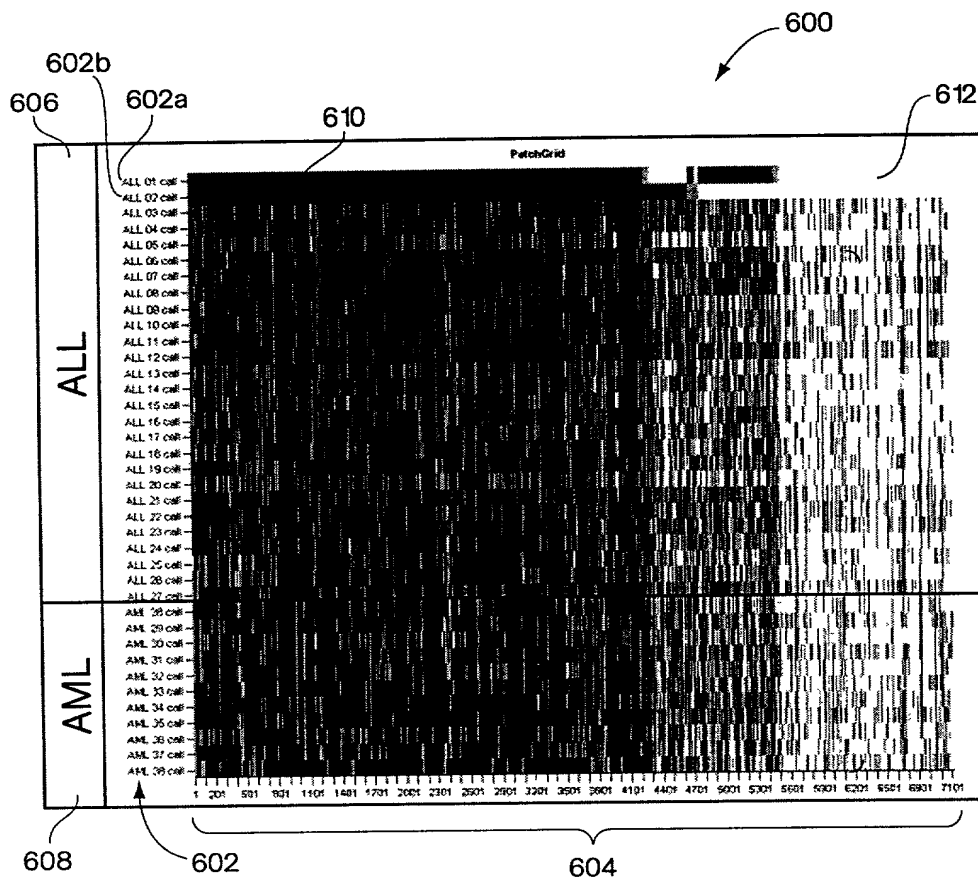 600
602b
602a
606
610
612
PatchGrid
ALL 01 call
ALL 02 call
ALL 03 call
ALL 04 call
ALL 05 call
ALL 06 call
ALL 07 call
ALL 08 call
ALL 09 call
ALL 10 call
ALL 11 call
ALL 12 call
ALL 13 call
ALL 14 call
ALL 15 call
ALL 16 call
ALL 17 call
ALL 18 call
ALL 19 call
ALL 20 call
ALL 21 call
ALL 22 call
ALL 23 call
ALL 24 call
ALL 25 call
ALL 26 call
ALL 27 call
ALL
AML 28 call
AML 29 call
AML 30 call
AML 31 call
AML 32 call
AML 33 call
AML 34 call
AML 35 call
AML 36 call
AML 37 call
AML 38 call
AML
1 201 501 801 1101 1401 1701 2001 2301 2601 2901 3201 3501 3801 4101 4401 4701 5001 5301 5601 5901 6201 6501 6801 7101
608
602
604